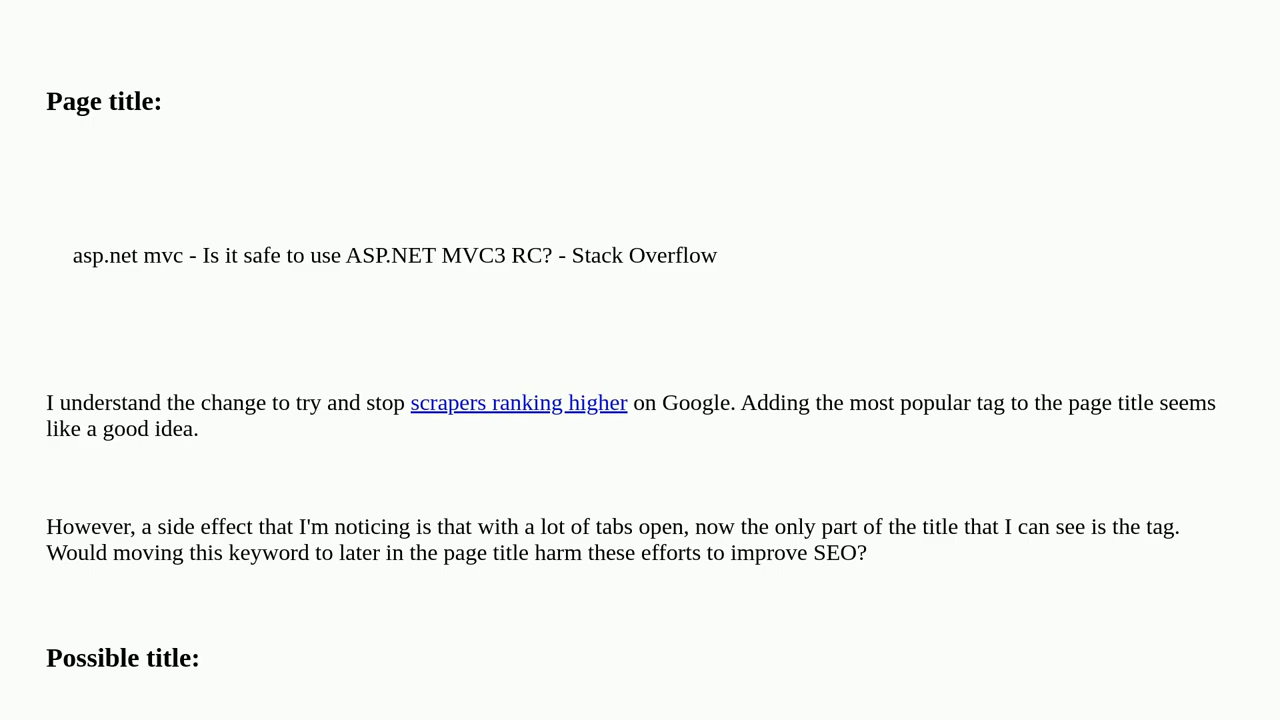 Page title:
asp.net mvc - Is it safe to use ASP.NET MVC3 RC? - Stack Overflow
I understand the change to try and stop scrapers ranking higher on Google. Adding the most popular tag to the page title seems
like a good idea.
However, a side effect that I'm noticing is that with a lot of tabs open, now the only part of the title that I can see is the tag.
Would moving this keyword to later in the page title harm these efforts to improve SEO?
Possible title: